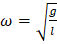 ω = √(g/l)